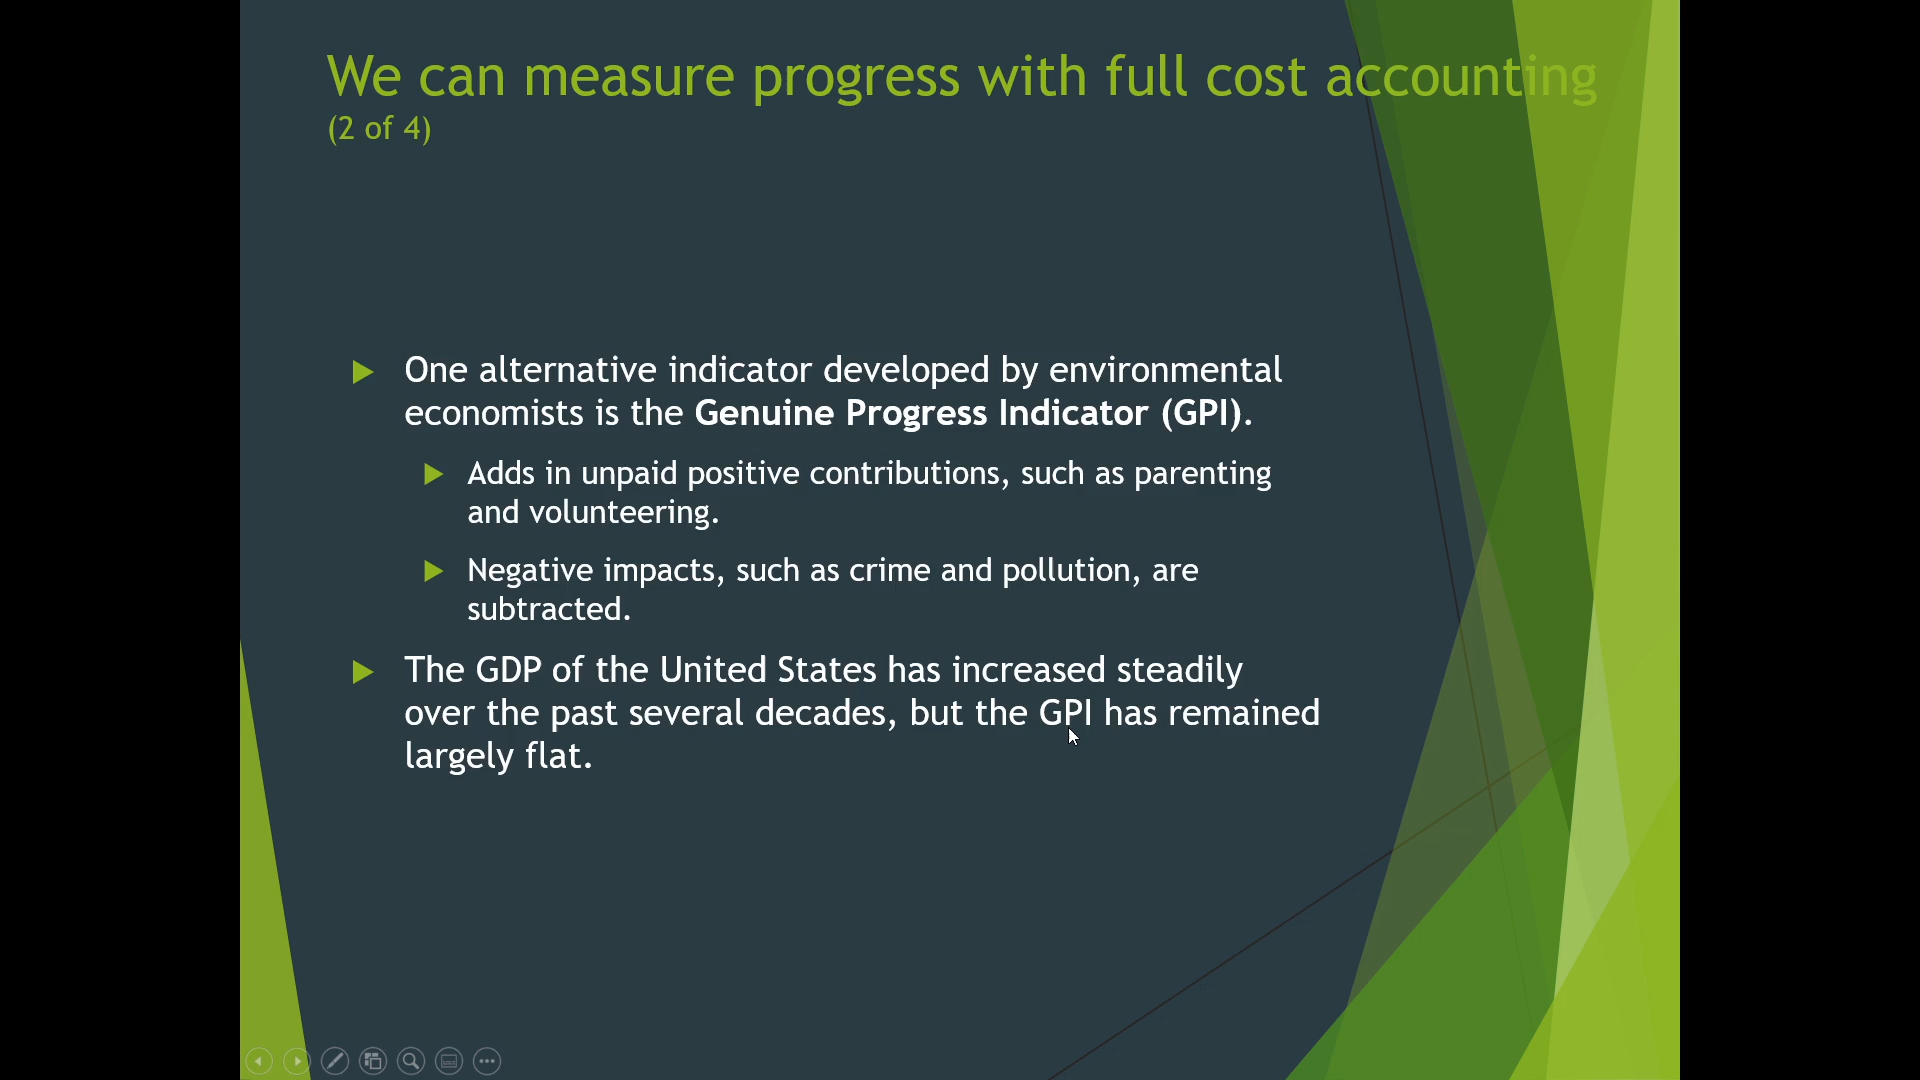 We can measure progress with full cost accounting
(2 of 4)
One alternative indicator developed by environmental
economists is the Genuine Progress Indicator (GPI).
Adds in unpaid positive contributions, such as parenting
and volunteering.
Negative impacts, such as crime and pollution, are
subtracted.
The GDP of the United States has increased steadily
over the past several decades, but the GPI has remained
largely flat.